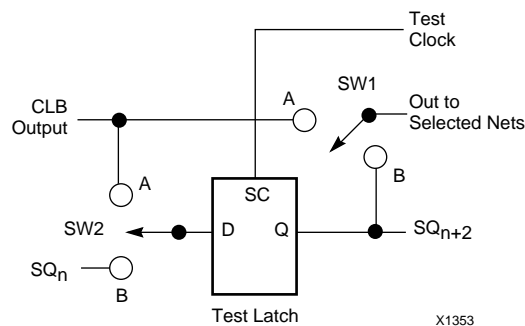 Test
Clock
SW1
A
CLB
Output
Out to
Selected Nets
A
B
SC
SW2
D
Q
SQn+2
SQn
B
Test Latch
X1353